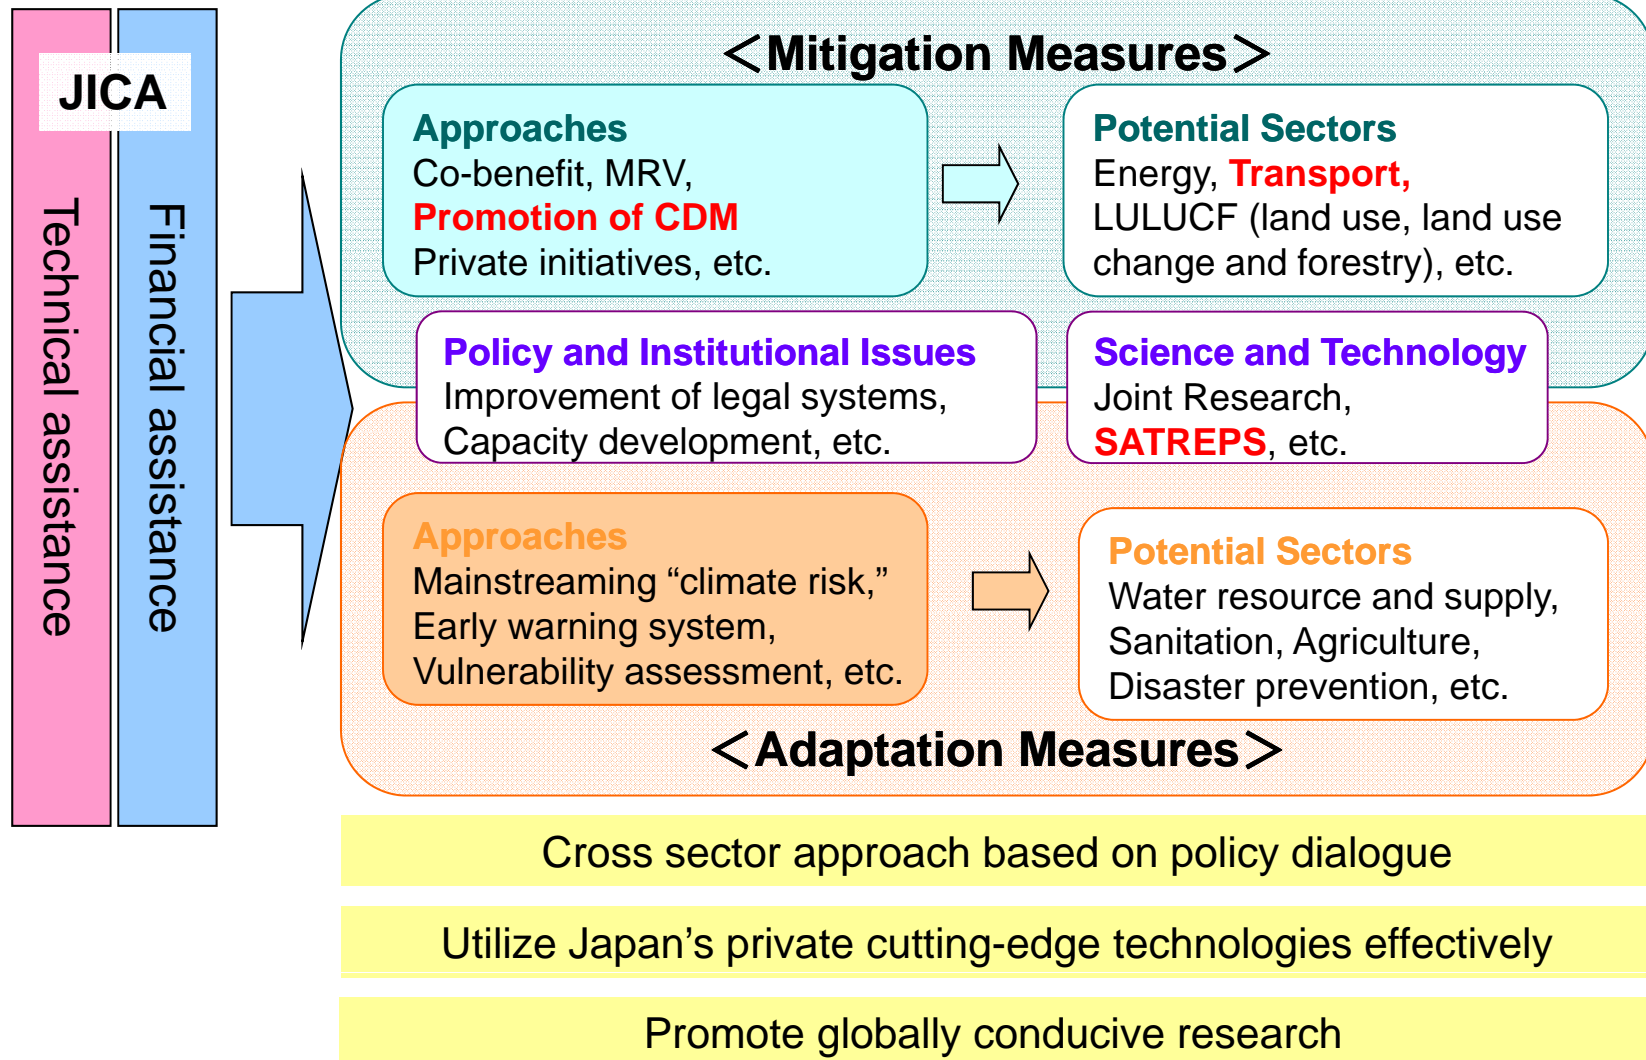 JICA
Technical assistance
Financial assistance
＜Mitigation Measures＞
Approaches
Co-benefit, MRV,
Promotion of CDM
Private initiatives, etc.
Potential Sectors
Energy, Transport,
LULUCF (land use, land use
change and forestry), etc.
Policy and Institutional Issues
Improvement of legal systems,
Capacity development, etc.
Science and Technology
Joint Research,
SATREPS, etc.
Approaches
Mainstreaming “climate risk,”
Early warning system,
Vulnerability assessment, etc.
Potential Sectors
Water resource and supply,
Sanitation, Agriculture,
Disaster prevention, etc.
＜Adaptation Measures＞
Cross sector approach based on policy dialogue
Utilize Japan’s private cutting-edge technologies effectively
Promote globally conducive research